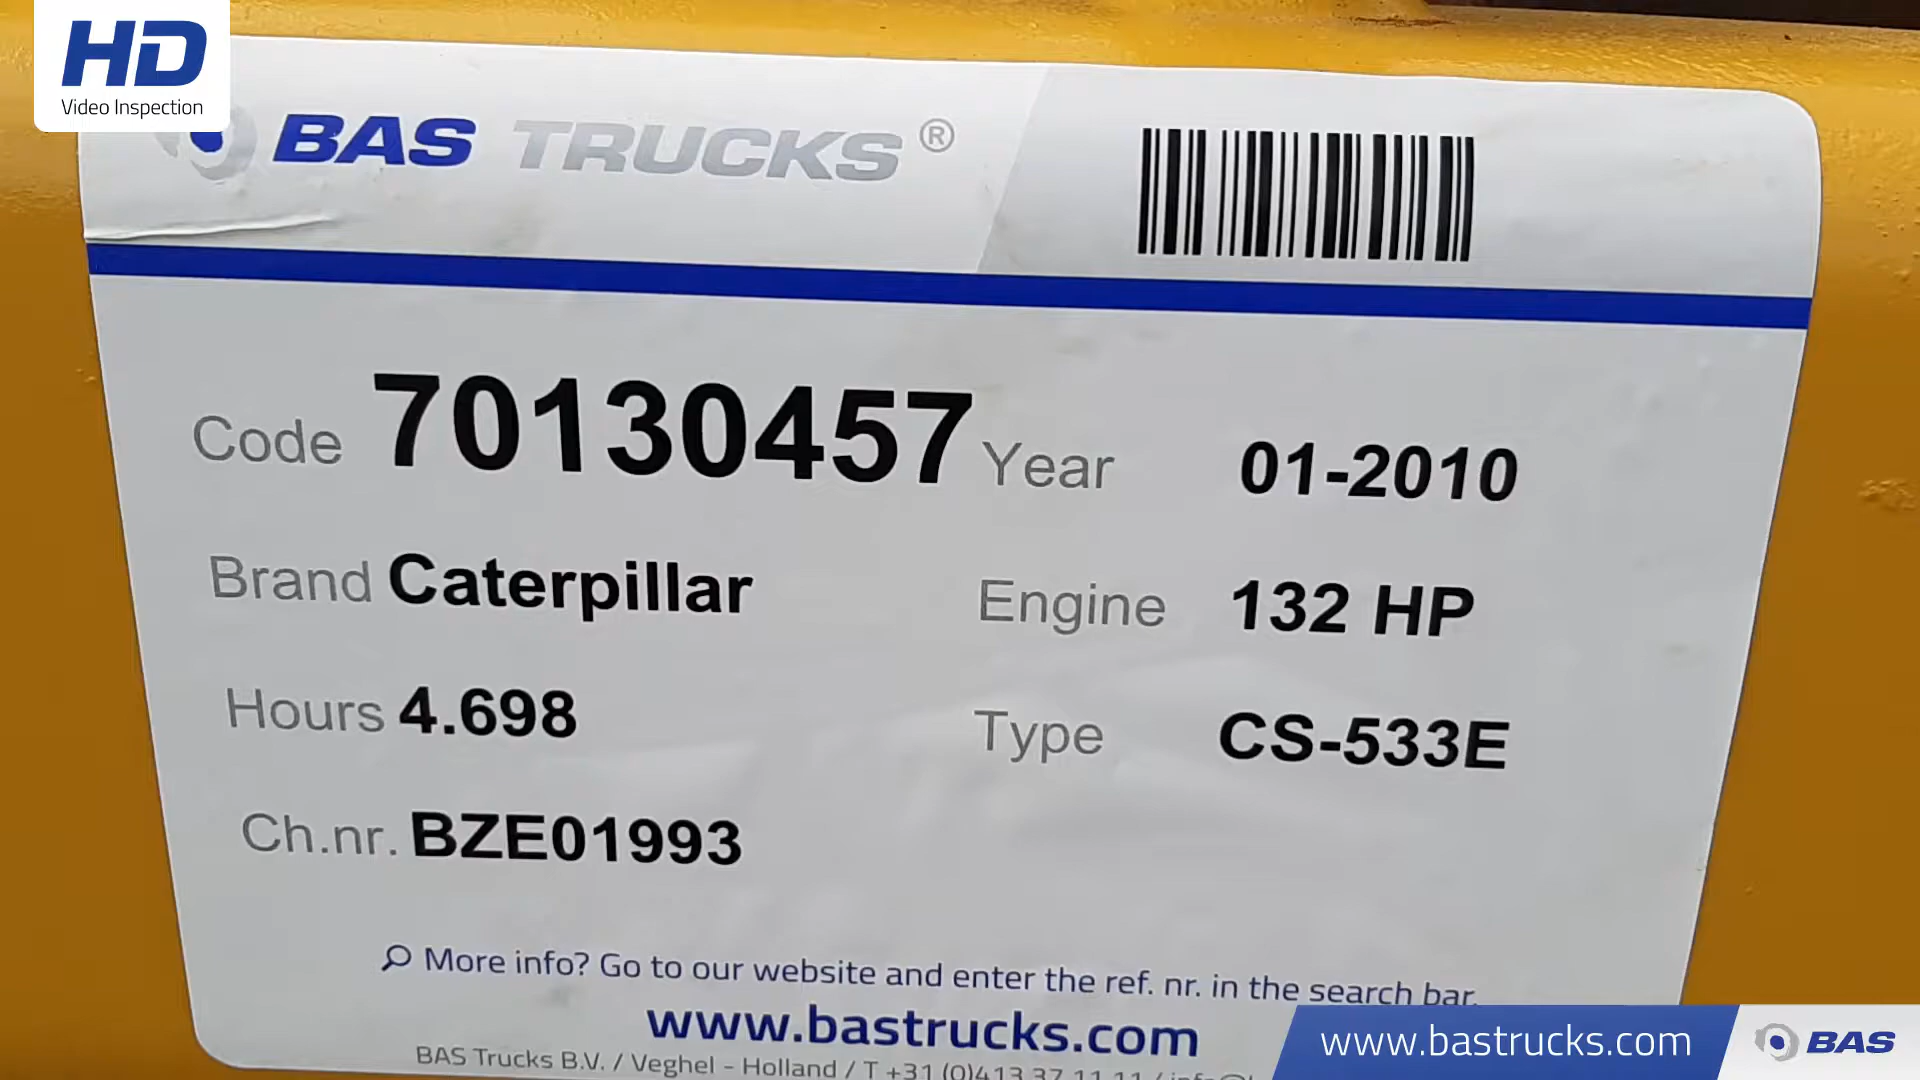 HD
Video Inspection
BAS TRUCKS®
Code 70130457 Year 01-2010
Brand Caterpillar Engine 132 HP
Hours 4.698 Type CS-533E
Ch.nr. BZE01993
More info? Go to our website and enter the ref. nr. in the search bar.
www.bastrucks.com
BAS Trucks B.V. / Veghel - Holland / T +31 (0)413 37 11 11 /
www.bastrucks.com BAS